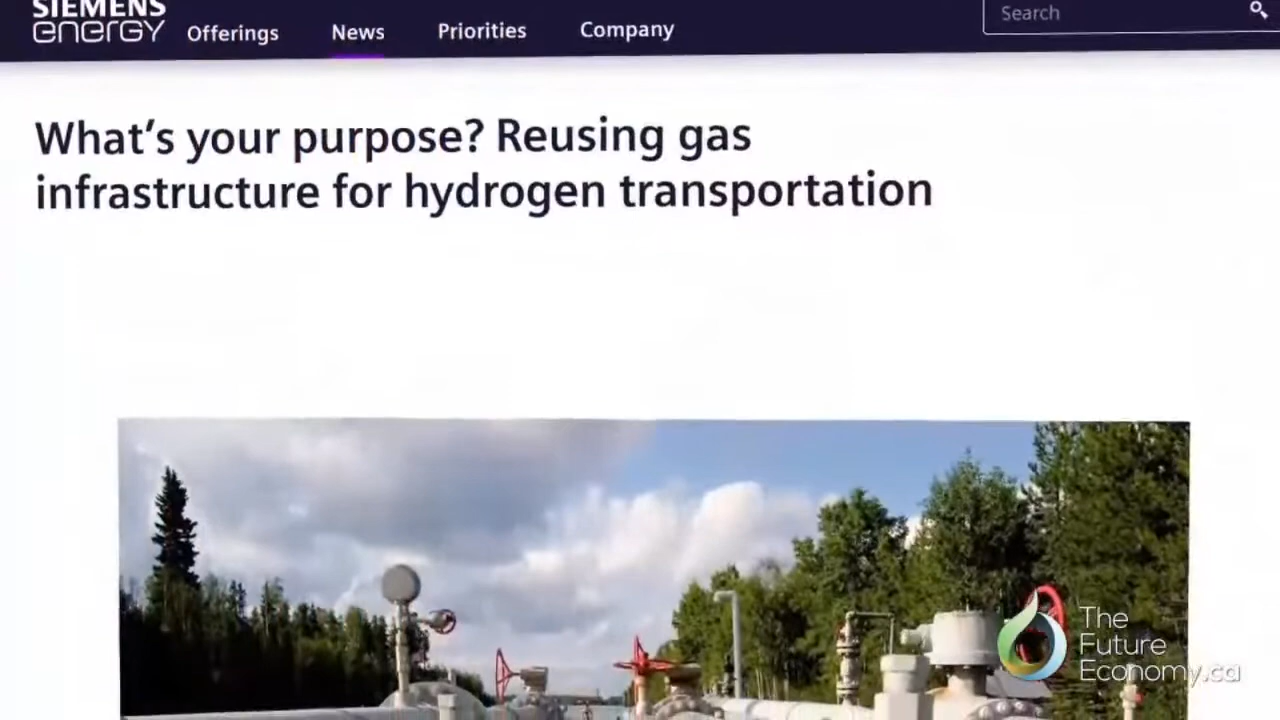 SIEMENS
energy
Offerings
News
Priorities
Company
Search
What's your purpose? Reusing gas
infrastructure for hydrogen transportation
The
Future
Economy.ca